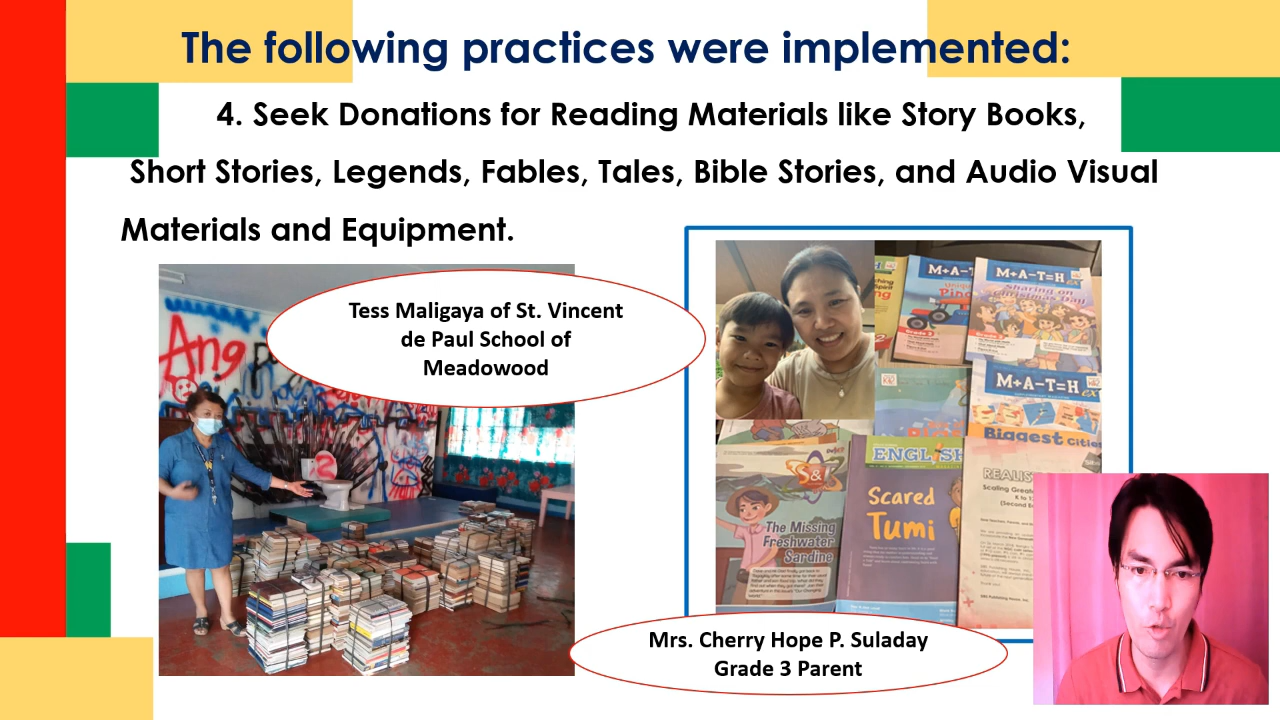 The following practices were implemented:
4. Seek Donations for Reading Materials like Story Books,
Short Stories, Legends, Fables, Tales, Bible Stories, and Audio Visual
Materials and Equipment.
Tess Maligaya of St. Vincent
de Paul School of
Meadowood
Ang
M+A-T=H
Sharing on
Christmas Day
M+A-T=H
Biggest Cities
S&T
The Missing
Freshwater
Sardine
ENGLISH
Scared
Tumi
Mrs. Cherry Hope P. Suladay
Grade 3 Parent